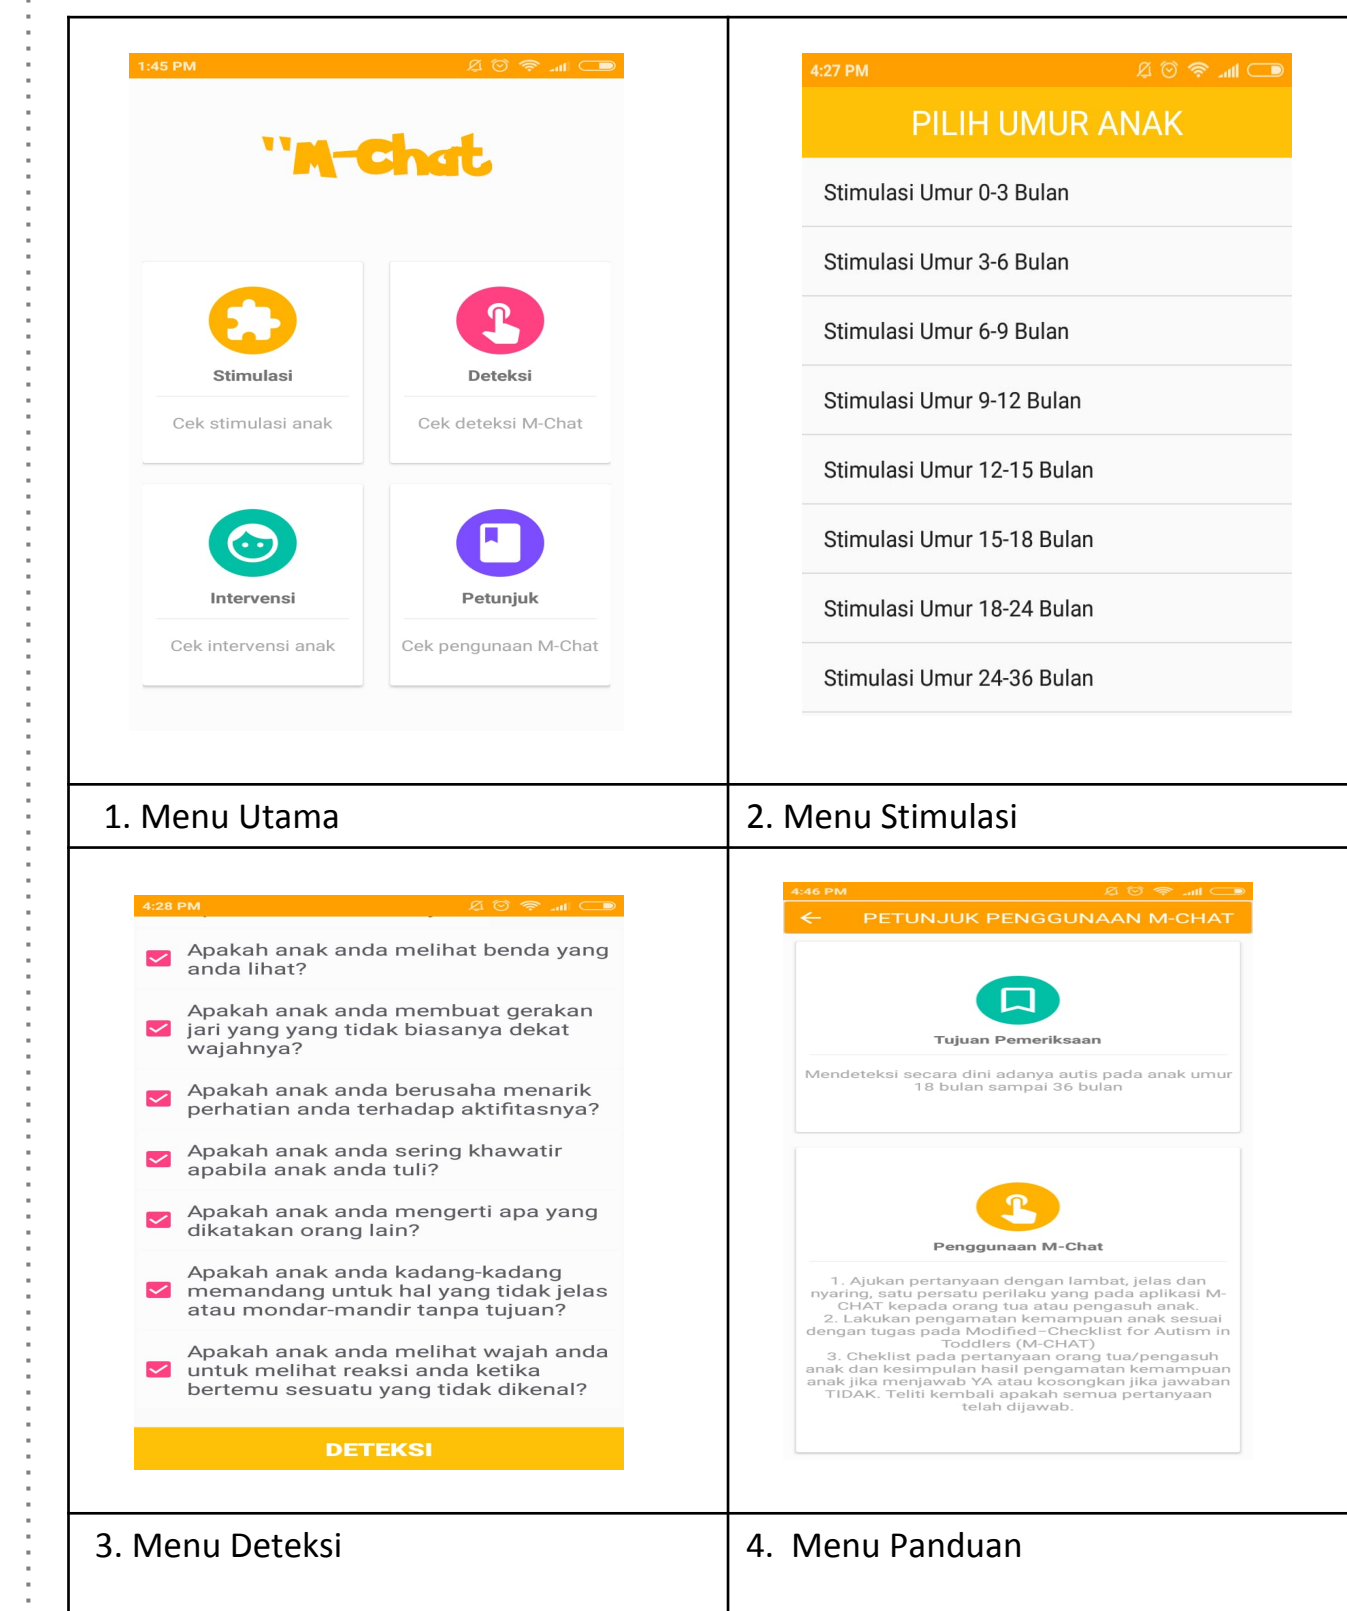 1:45 PM
"M-Chat
Stimulasi
Cek stimulasi anak
Deteksi
Cek deteksi M-Chat
Intervensi
Cek intervensi anak
Petunjuk
Cek pengunaan M-Chat
4:27 PM
PILIH UMUR ANAK
Stimulasi Umur 0-3 Bulan
Stimulasi Umur 3-6 Bulan
Stimulasi Umur 6-9 Bulan
Stimulasi Umur 9-12 Bulan
Stimulasi Umur 12-15 Bulan
Stimulasi Umur 15-18 Bulan
Stimulasi Umur 18-24 Bulan
Stimulasi Umur 24-36 Bulan
1. Menu Utama
2. Menu Stimulasi
4:28 PM
Apakah anak anda melihat benda yang
anda lihat?
Apakah anak anda membuat gerakan
jari yang yang tidak biasanya dekat
wajahnya?
Apakah anak anda berusaha menarik
perhatian anda terhadap aktifitasnya?
Apakah anak anda sering khawatir
apabila anak anda tuli?
Apakah anak anda mengerti apa yang
dikatakan orang lain?
Apakah anak anda kadang-kadang
memandang untuk hal yang tidak jelas
atau mondar-mandir tanpa tujuan?
Apakah anak anda melihat wajah anda
untuk melihat reaksi anda ketika
bertemu sesuatu yang tidak dikenal?
DETEKSI
4:46 PM
PETUNJUK PENGGUNAAN M-CHAT
Tujuan Pemeriksaan
Mendeteksi secara dini adanya autis pada anak umur
18 bulan sampai 36 bulan
Penggunaan M-Chat
1. Ajukan pertanyaan dengan lambat, jelas dan
nyaring, satu persatu perilaku yang pada aplikasi M-
CHAT kepada orang tua atau pengasuh anak.
2. Lakukan pengamatan kemampuan anak sesuai
dengan tugas pada Modified–Checklist for Autism in
Toddlers (M-CHAT)
3. Cheklist pada pertanyaan orang tua/pengasuh
anak dan kesimpulan hasil pengamatan kemampuan
anak jika menjawab YA atau kosongkan jika jawaban
TIDAK. Teliti kembali apakah semua pertanyaan
telah dijawab.
3. Menu Deteksi
4. Menu Panduan